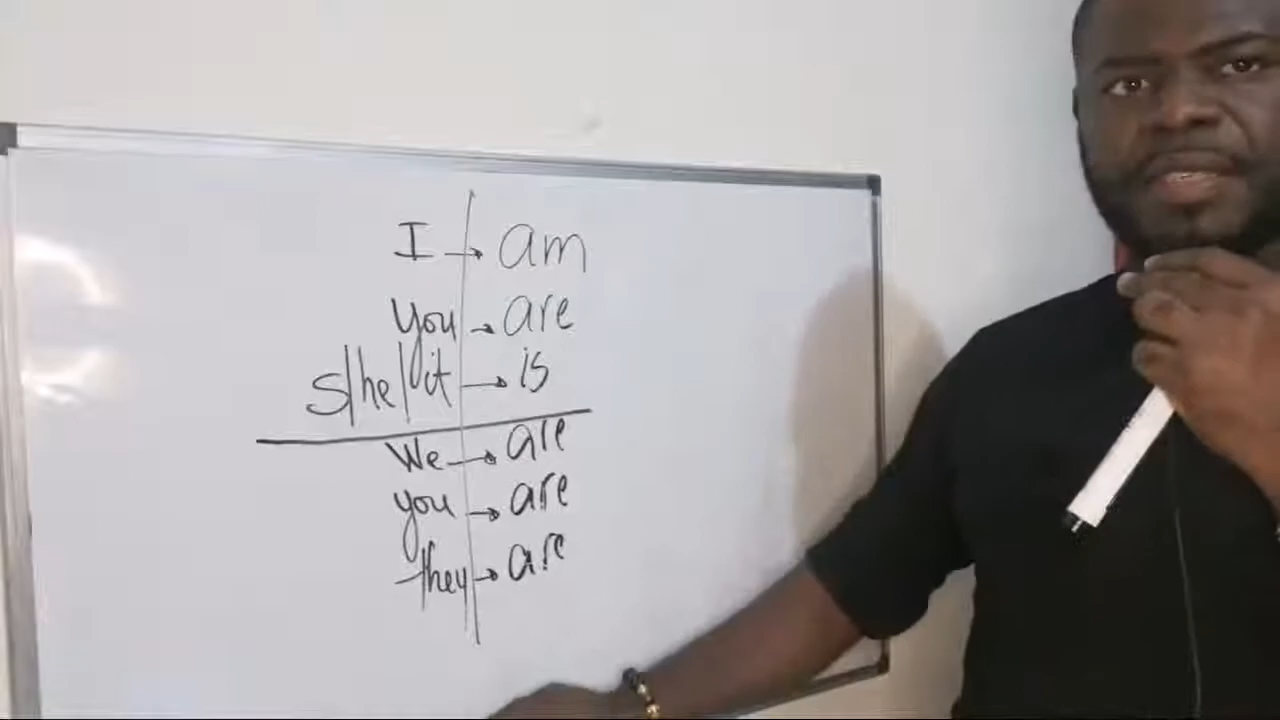 I → am
you → are
S/he/it → is
We → are
you → are
they → are